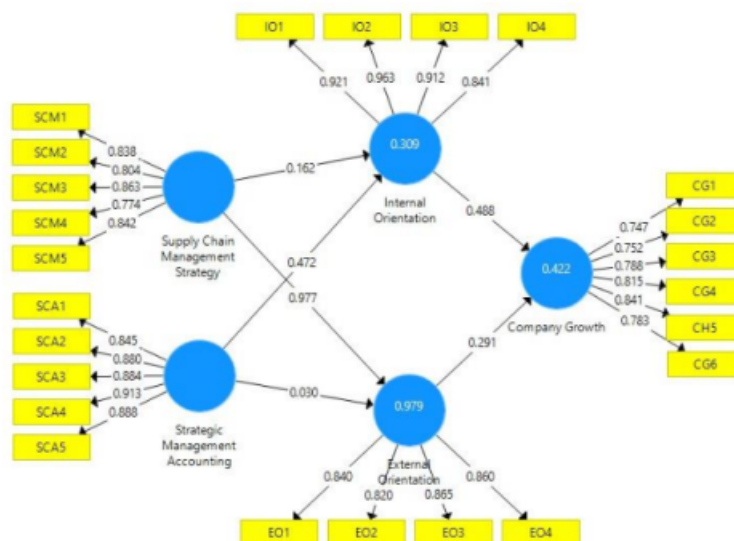 IO1
IO2
IO3
IO4
0.921
0.963
0.912
0.841
SCM1
SCM2
SCM3
SCM4
SCM5
0.838
0.804
0.863
0.774
0.842
Supply Chain
Management
Strategy
0.162
0.309
Internal
Orientation
0.472
0.977
0.488
CG1
CG2
CG3
CG4
CH5
CG6
0.747
0.752
0.788
0.815
0.841
0.783
0.422
Company Growth
SCA1
SCA2
SCA3
SCA4
SCA5
0.845
0.880
0.884
0.913
0.888
Strategic
Management
Accounting
0.030
0.291
0.979
External
Orientation
0.840
0.820
0.865
0.860
EO1
EO2
EO3
EO4